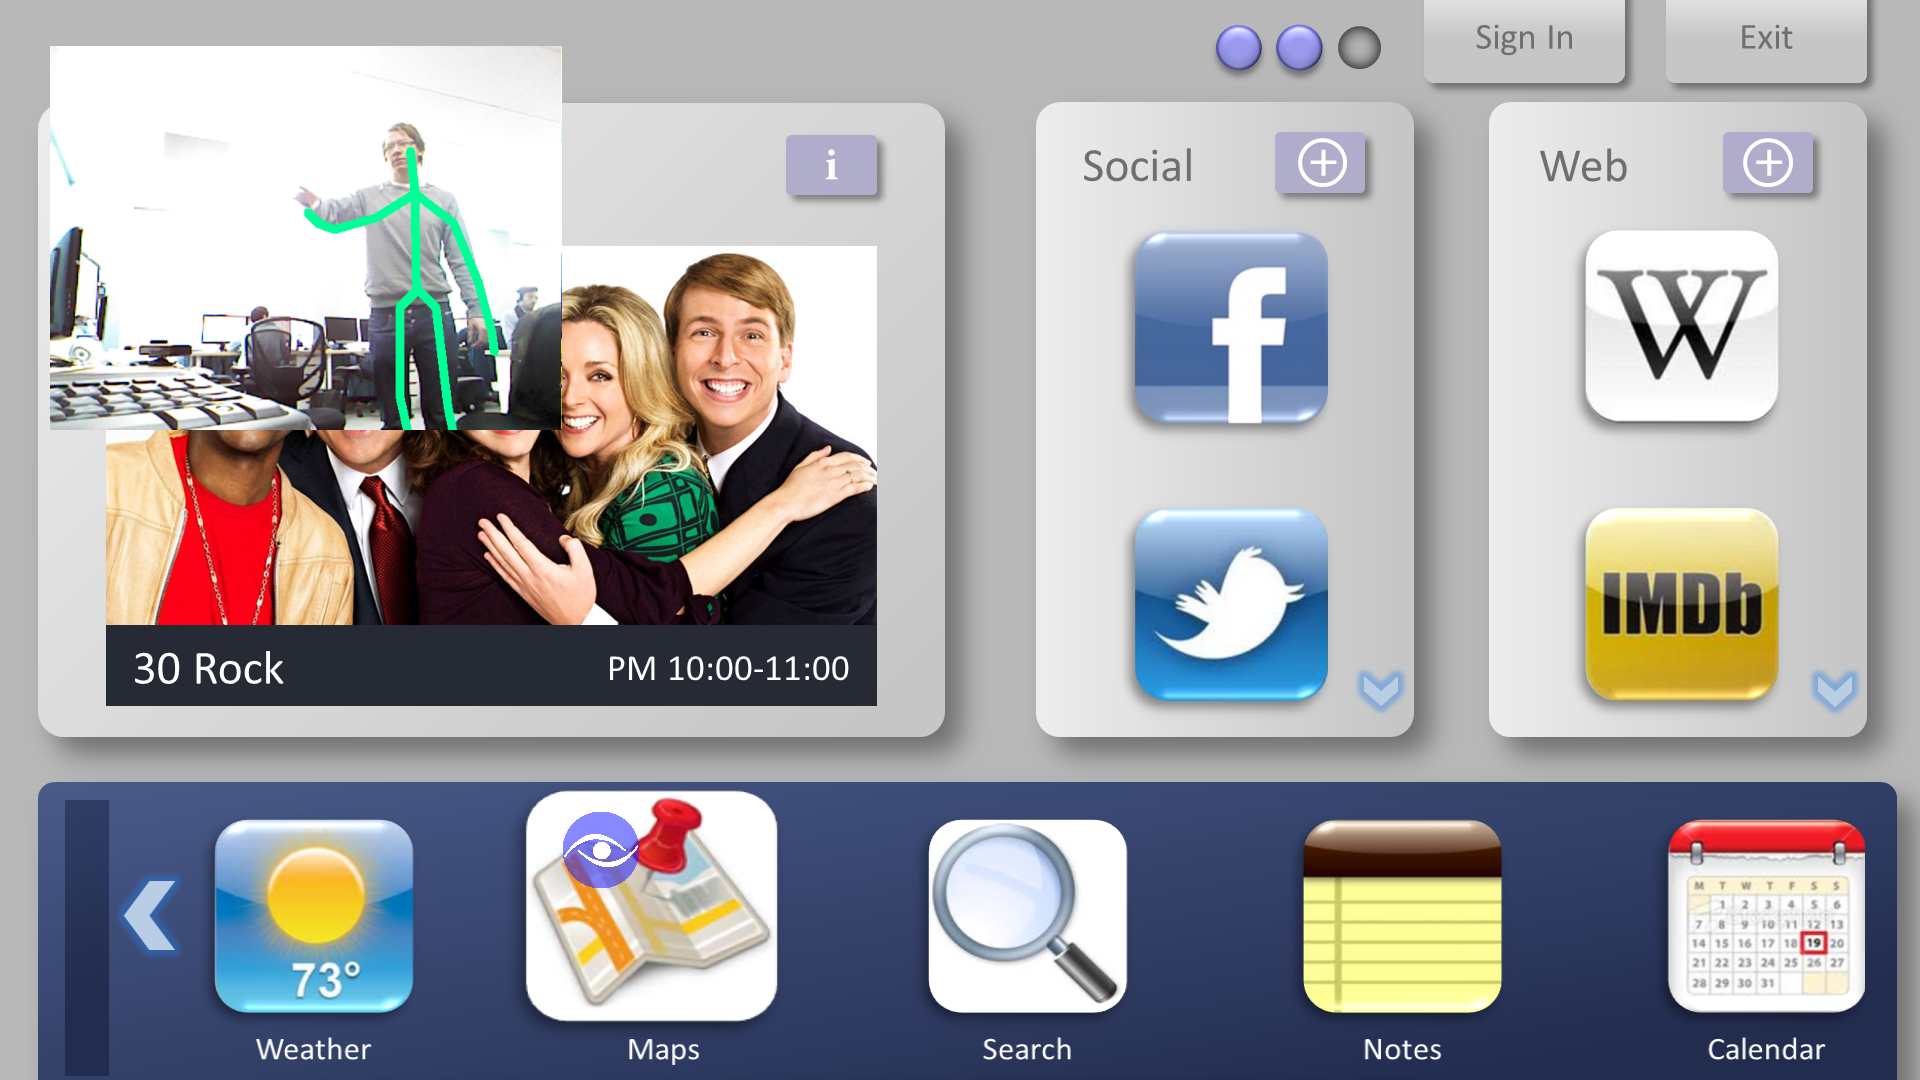 Sign In
Exit
i
Social
Web
f
W
IMDb
30 Rock
PM 10:00-11:00
73°
M T W T F S S
1 2 3 4 5 6
7 8 9 10 11 12 13
14 15 16 17 18 19 20
21 22 23 24 25 26 27
28 29 30 31
Weather
Maps
Search
Notes
Calendar